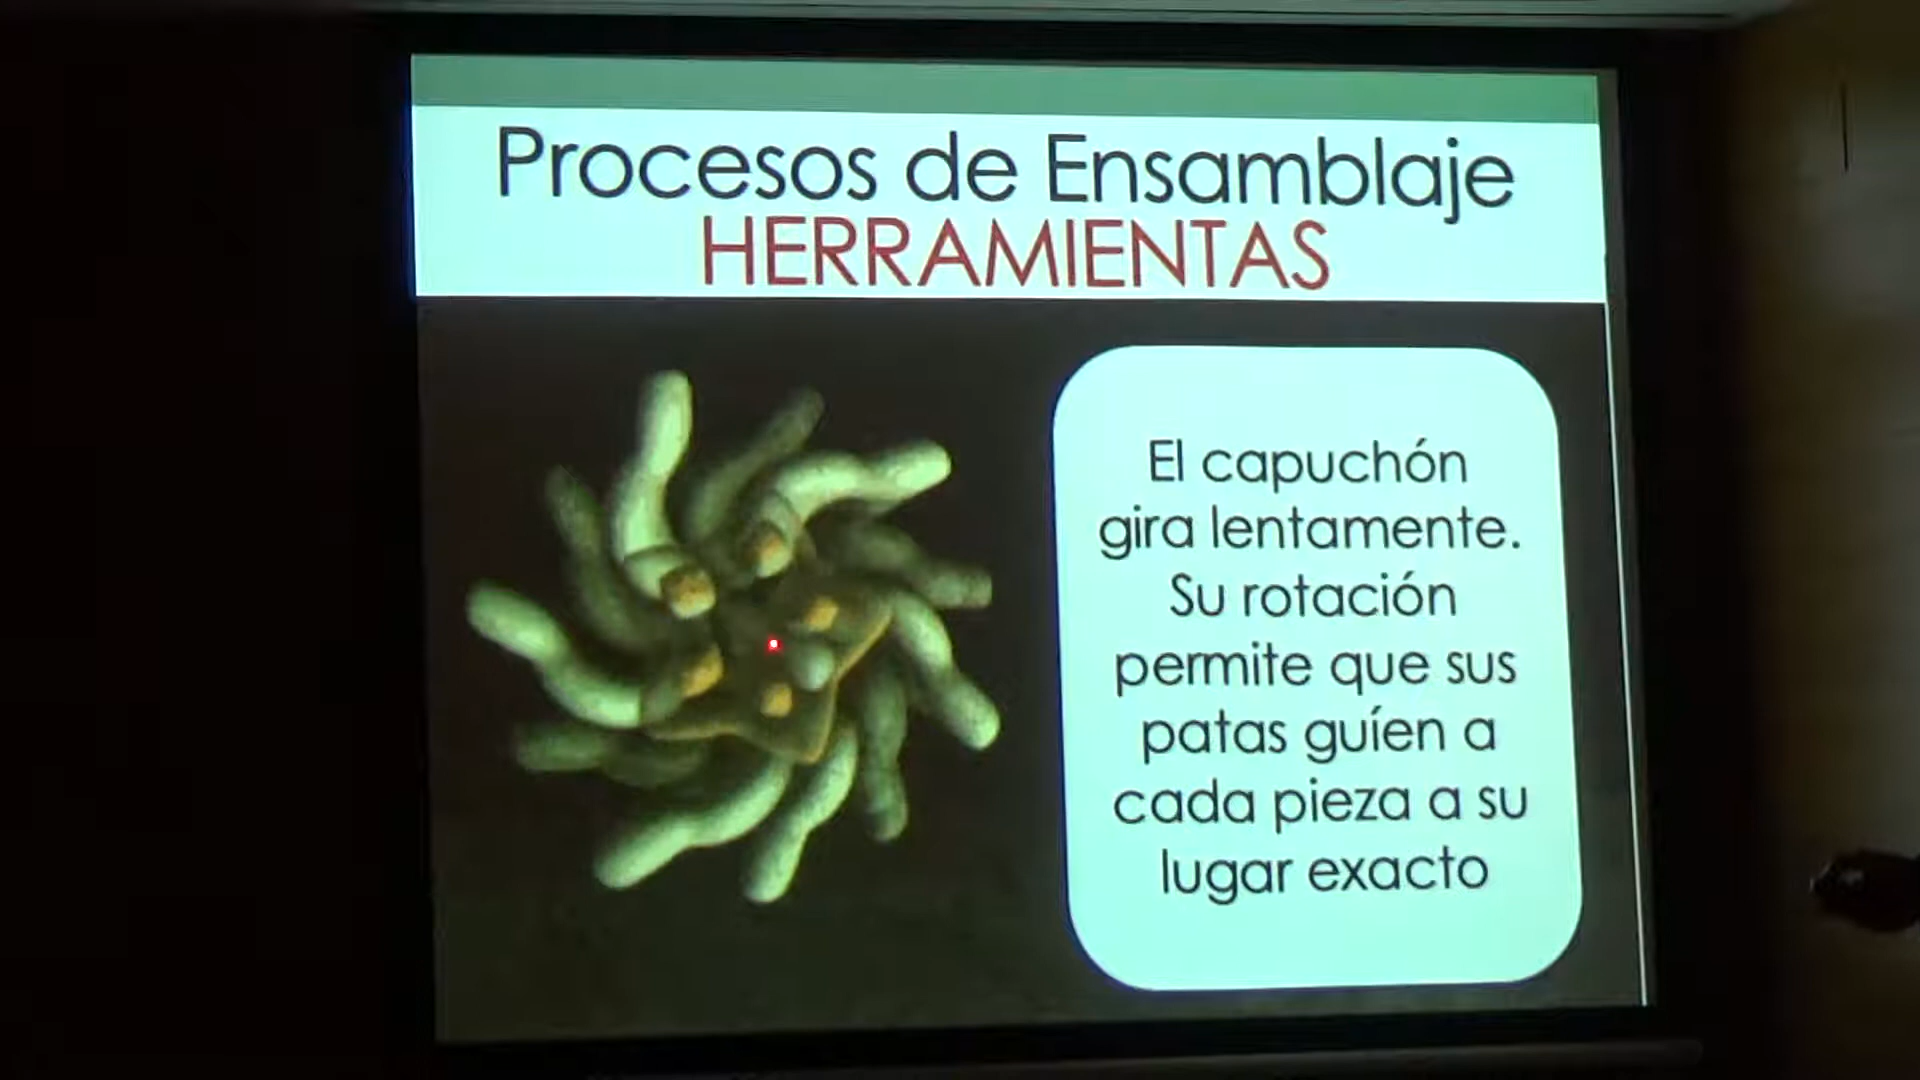 Procesos de Ensamblaje
HERRAMIENTAS
El capuchón
gira lentamente.
Su rotación
permite que sus
patas guíen a
cada pieza a su
lugar exacto